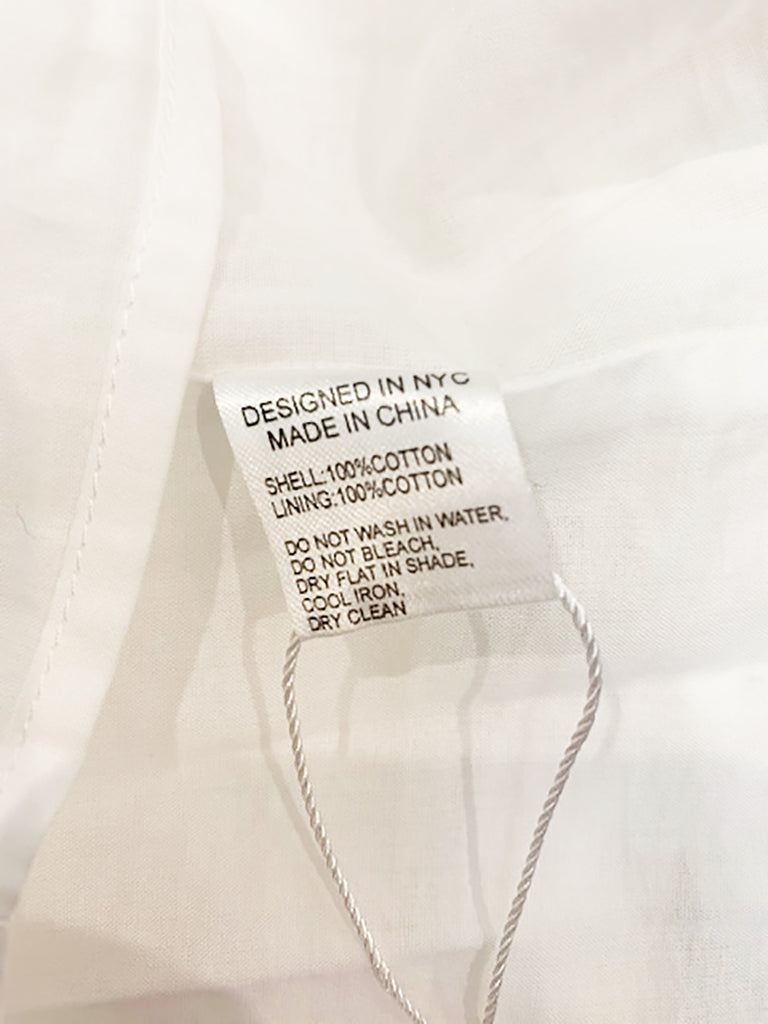 DESIGNED IN NYC
MADE IN CHINA
SHELL:100%COTTON
LINING:100%COTTON
DO NOT WASH IN WATER,
DO NOT BLEACH,
DRY FLAT IN SHADE,
COOL IRON,
DRY CLEAN